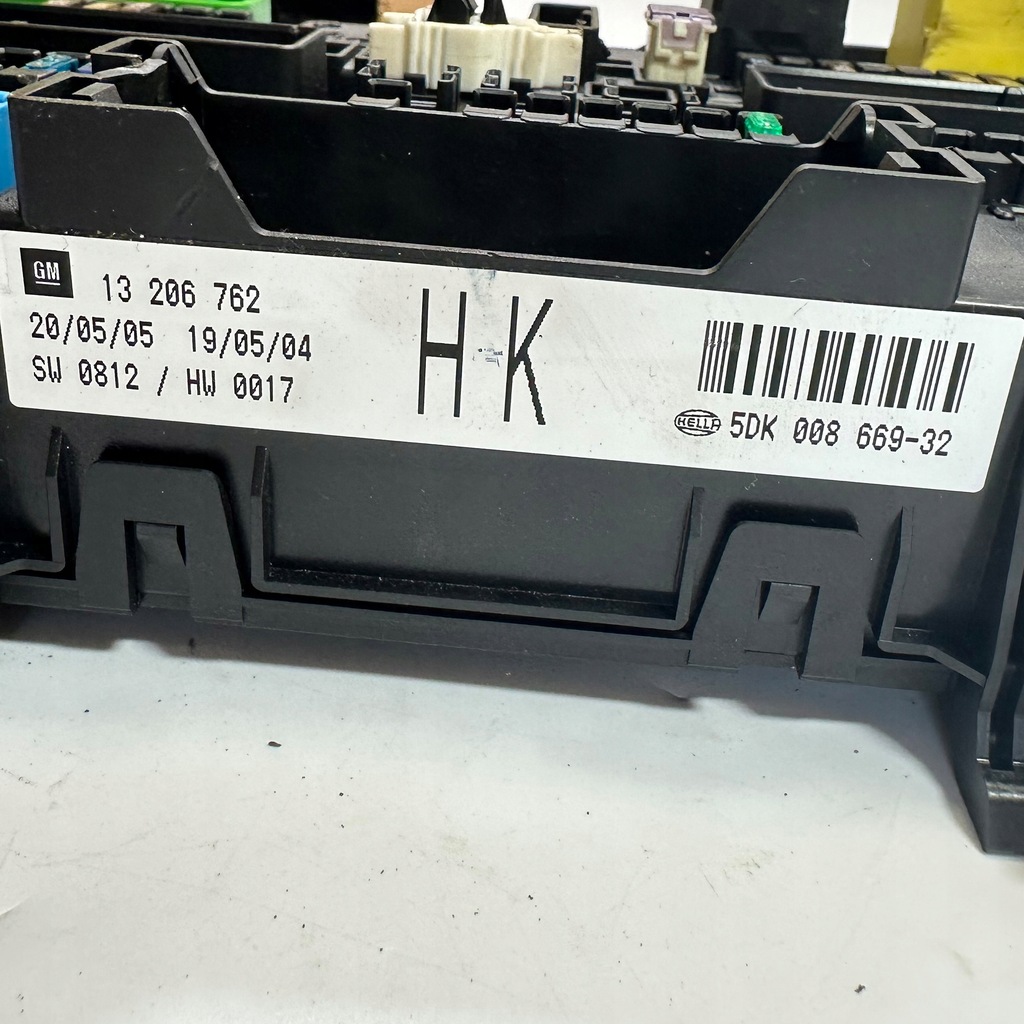 GM
13 206 762
20/05/05 19/05/04
SW 0812 / HW 0017
H-K
HELLA 5DK 008 669-32